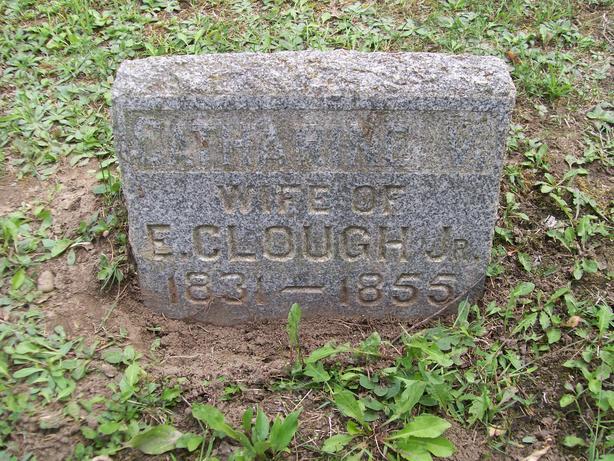 CATHARINE V.
WIFE OF
E. CLOUGH JR.
1831 — 1855